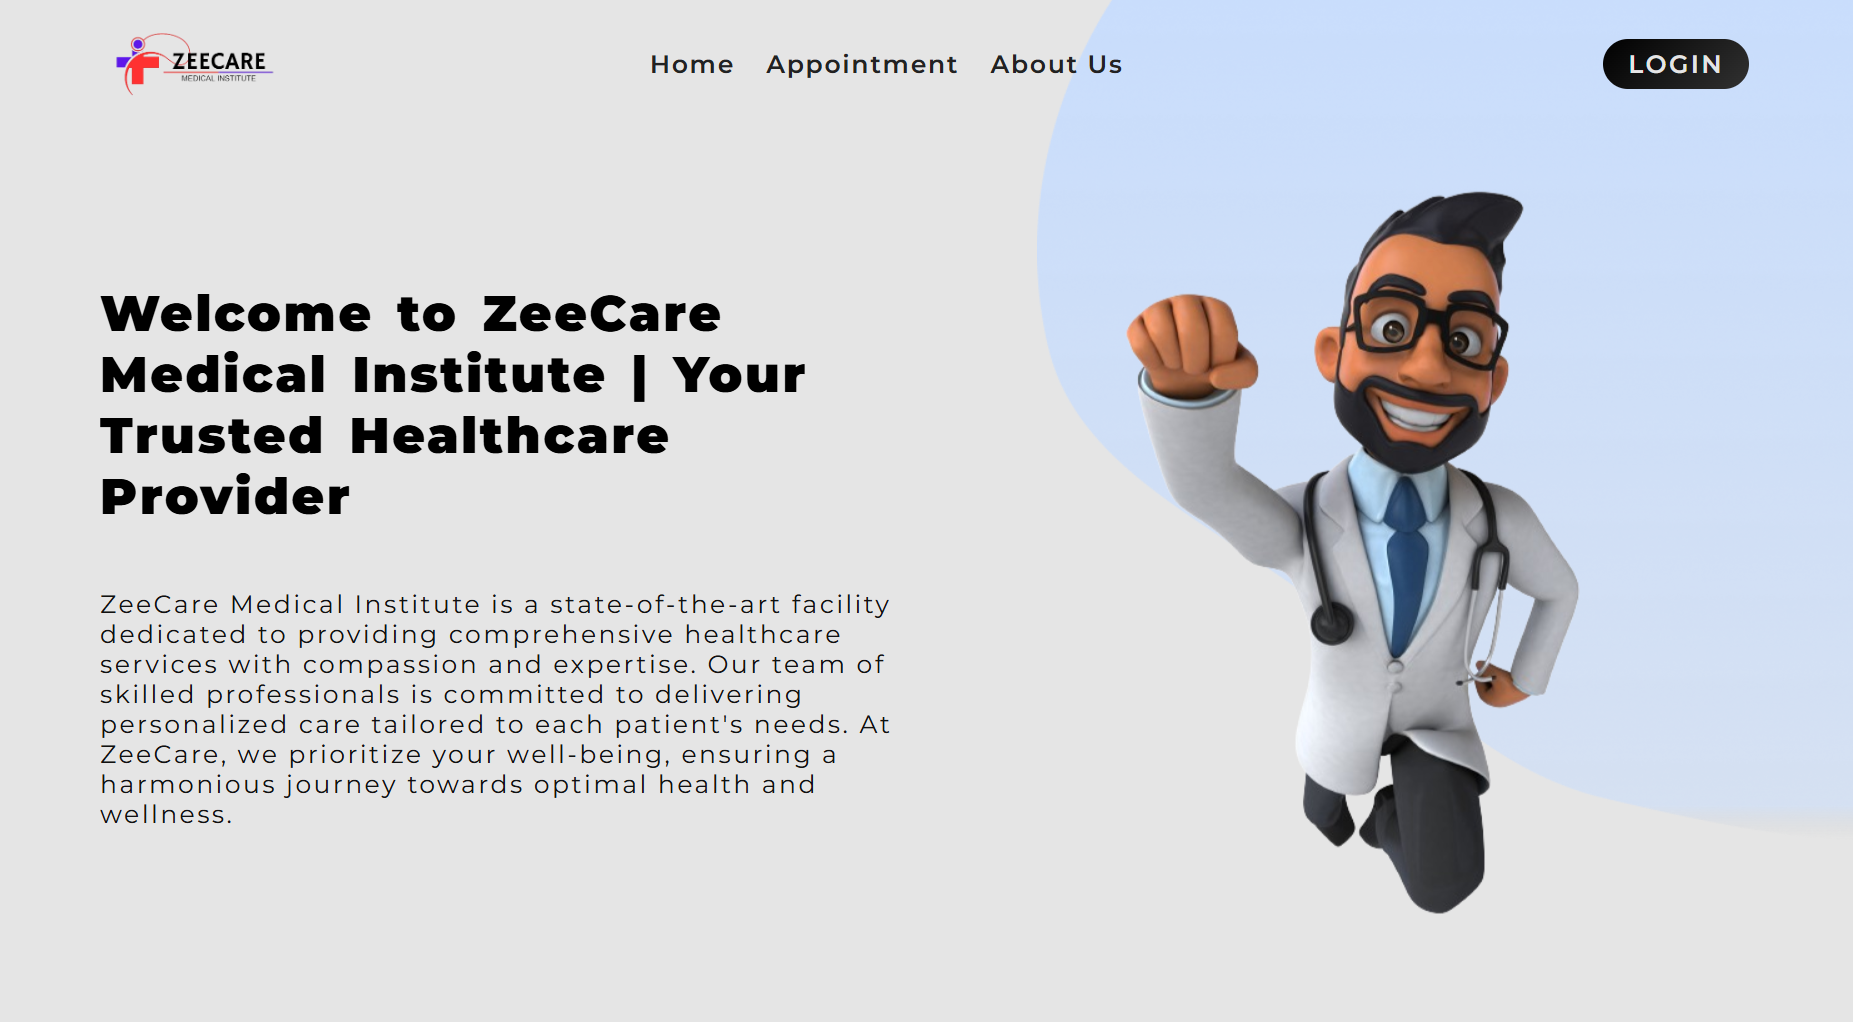 ZEECARE
MEDICAL INSTITUTE
Home Appointment About Us
LOGIN
Welcome to ZeeCare
Medical Institute | Your
Trusted Healthcare
Provider
ZeeCare Medical Institute is a state-of-the-art facility
dedicated to providing comprehensive healthcare
services with compassion and expertise. Our team of
skilled professionals is committed to delivering
personalized care tailored to each patient's needs. At
ZeeCare, we prioritize your well-being, ensuring a
harmonious journey towards optimal health and
wellness.